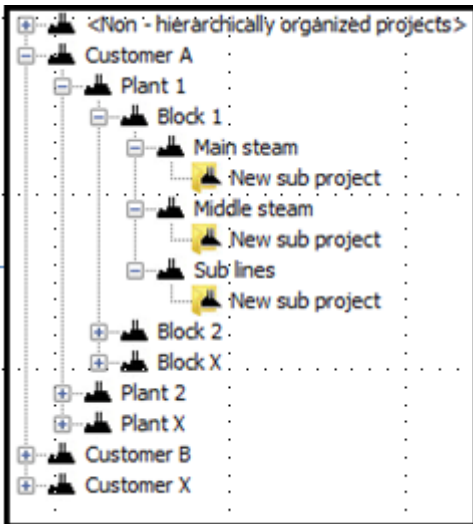 <Non - hierarchically organized projects>
Customer A
Plant 1
Block 1
Main steam
New sub project
Middle steam
New sub project
Sub lines
New sub project
Block 2
Block X
Plant 2
Plant X
Customer B
Customer X